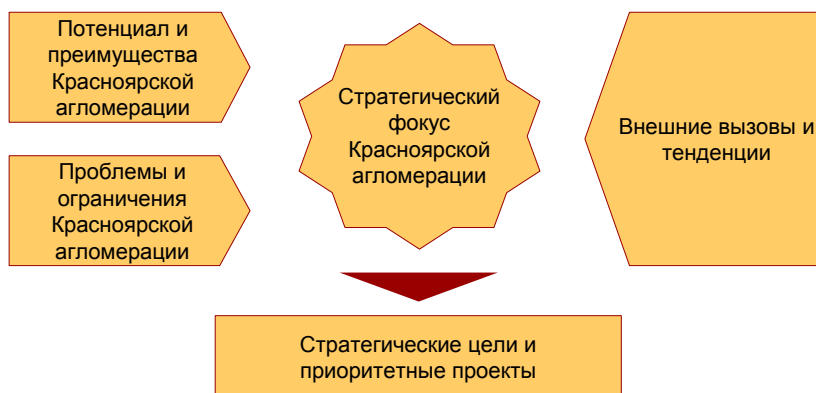 Потенциал и
преимущества
Красноярской
агломерации
Проблемы и
ограничения
Красноярской
агломерации
Стратегический
фокус
Красноярской
агломерации
Внешние вызовы и
тенденции
Стратегические цели и
приоритетные проекты